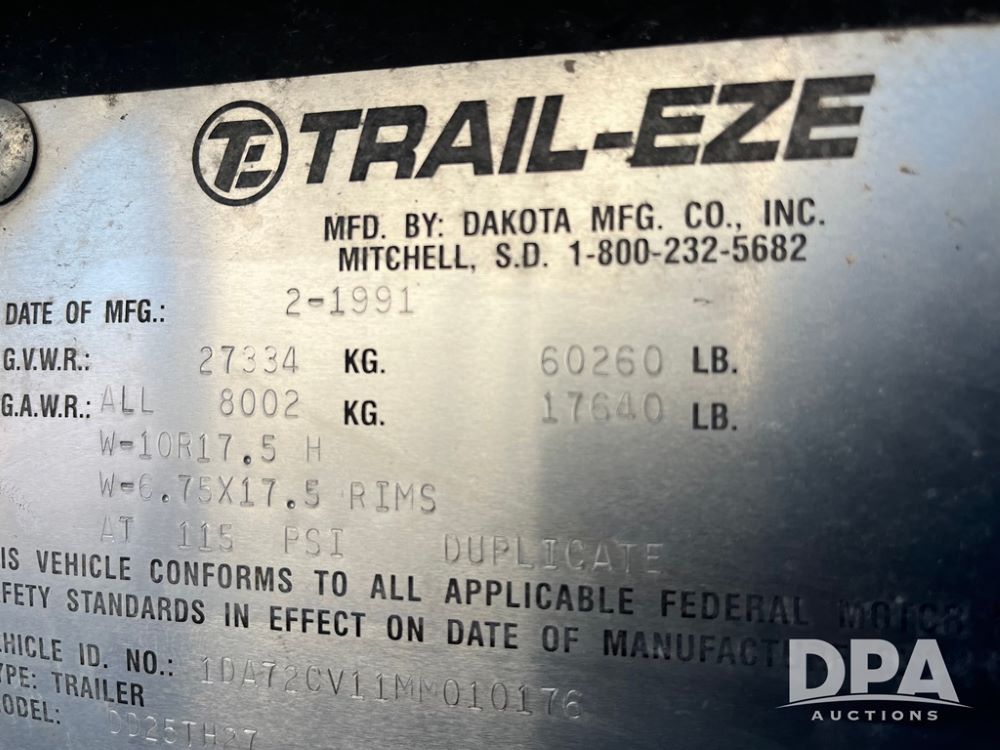 TE TRAIL-EZE
MFD. BY: DAKOTA MFG. CO., INC.
MITCHELL, S.D. 1-800-232-5682
DATE OF MFG.: 2-1991 -
G.V.W.R.: 27334 KG. 60260 LB.
G.A.W.R.: ALL 8002 KG. 17640 LB.
W-10R17.5 H
W-6.75X17.5 RIMS
AT 115 PSI DUPLICATE
IS VEHICLE CONFORMS TO ALL APPLICABLE FEDERAL MOTOR
FETY STANDARDS IN EFFECT ON DATE OF MANUFACT
HICLE ID. NO.: 1DA72CV11MM010176
YPE: TRAILER
ODEL: DD25TH27
DPA
AUCTIONS